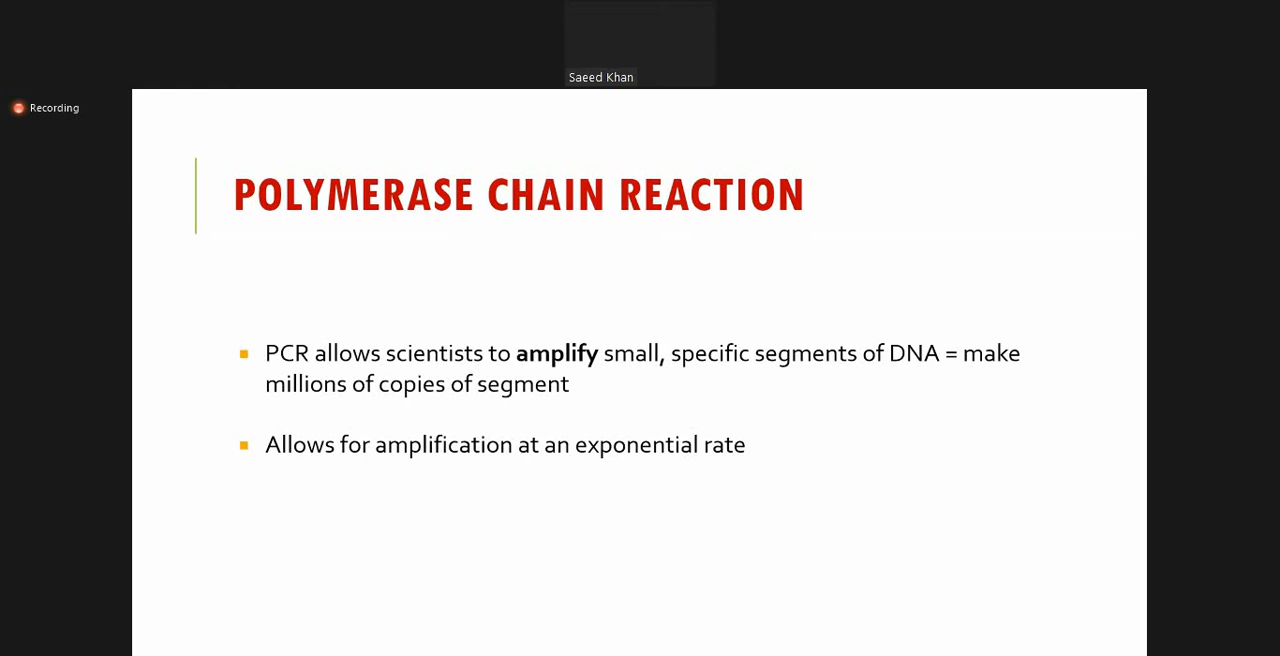 Saeed Khan
Recording
POLYMERASE CHAIN REACTION
PCR allows scientists to amplify small, specific segments of DNA = make
millions of copies of segment
Allows for amplification at an exponential rate